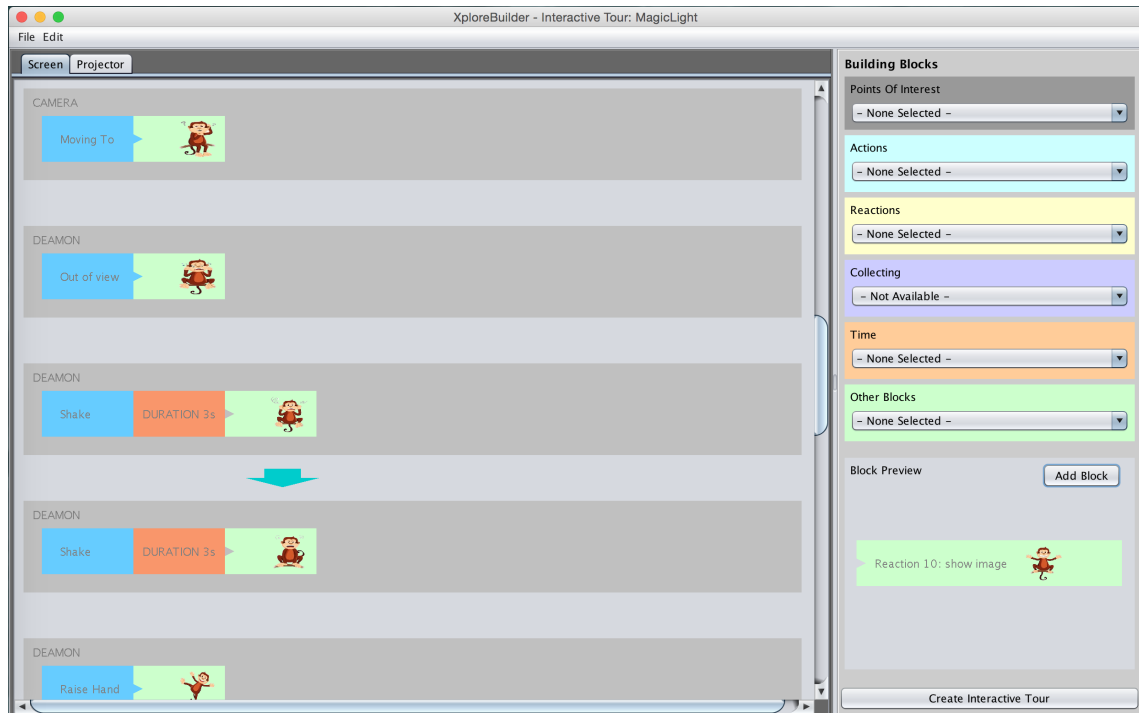 XploreBuilder - Interactive Tour: MagicLight
File Edit
Screen Projector
CAMERA
Moving To
DEAMON
Out of view
DEAMON
Shake DURATION 3s
DEAMON
Shake DURATION 3s
DEAMON
Raise Hand
Building Blocks
Points Of Interest
- None Selected -
Actions
- None Selected -
Reactions
- None Selected -
Collecting
- Not Available -
Time
- None Selected -
Other Blocks
- None Selected -
Block Preview Add Block
Reaction 10: show image
Create Interactive Tour